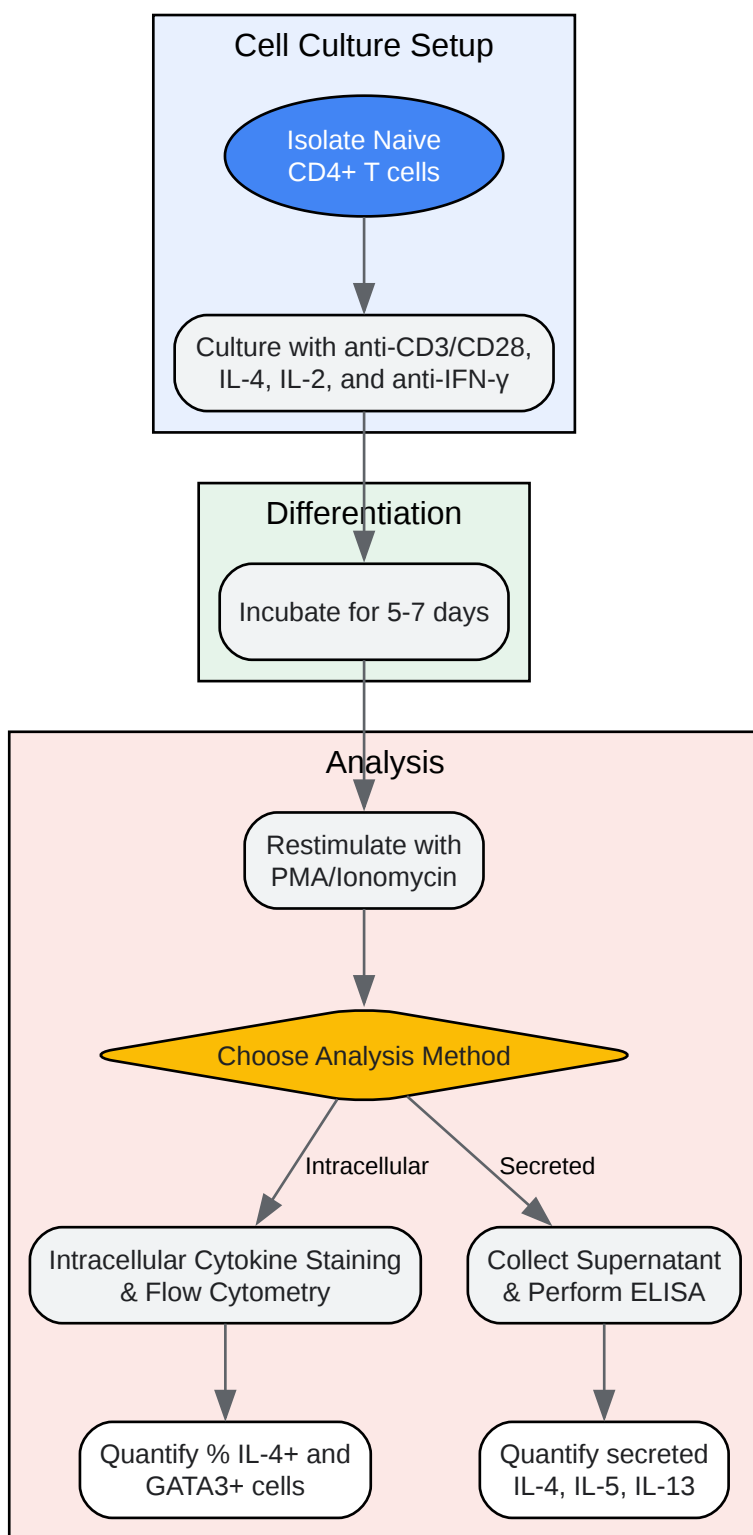 Cell Culture Setup
Isolate Naive
CD4+ T cells
Culture with anti-CD3/CD28,
IL-4, IL-2, and anti-IFN-γ
Differentiation
Incubate for 5-7 days
Analysis
Restimulate with
PMA/Ionomycin
Choose Analysis Method
Intracellular
Secreted
Intracellular Cytokine Staining
& Flow Cytometry
Collect Supernatant
& Perform ELISA
Quantify % IL-4+ and
GATA3+ cells
Quantify secreted
IL-4, IL-5, IL-13